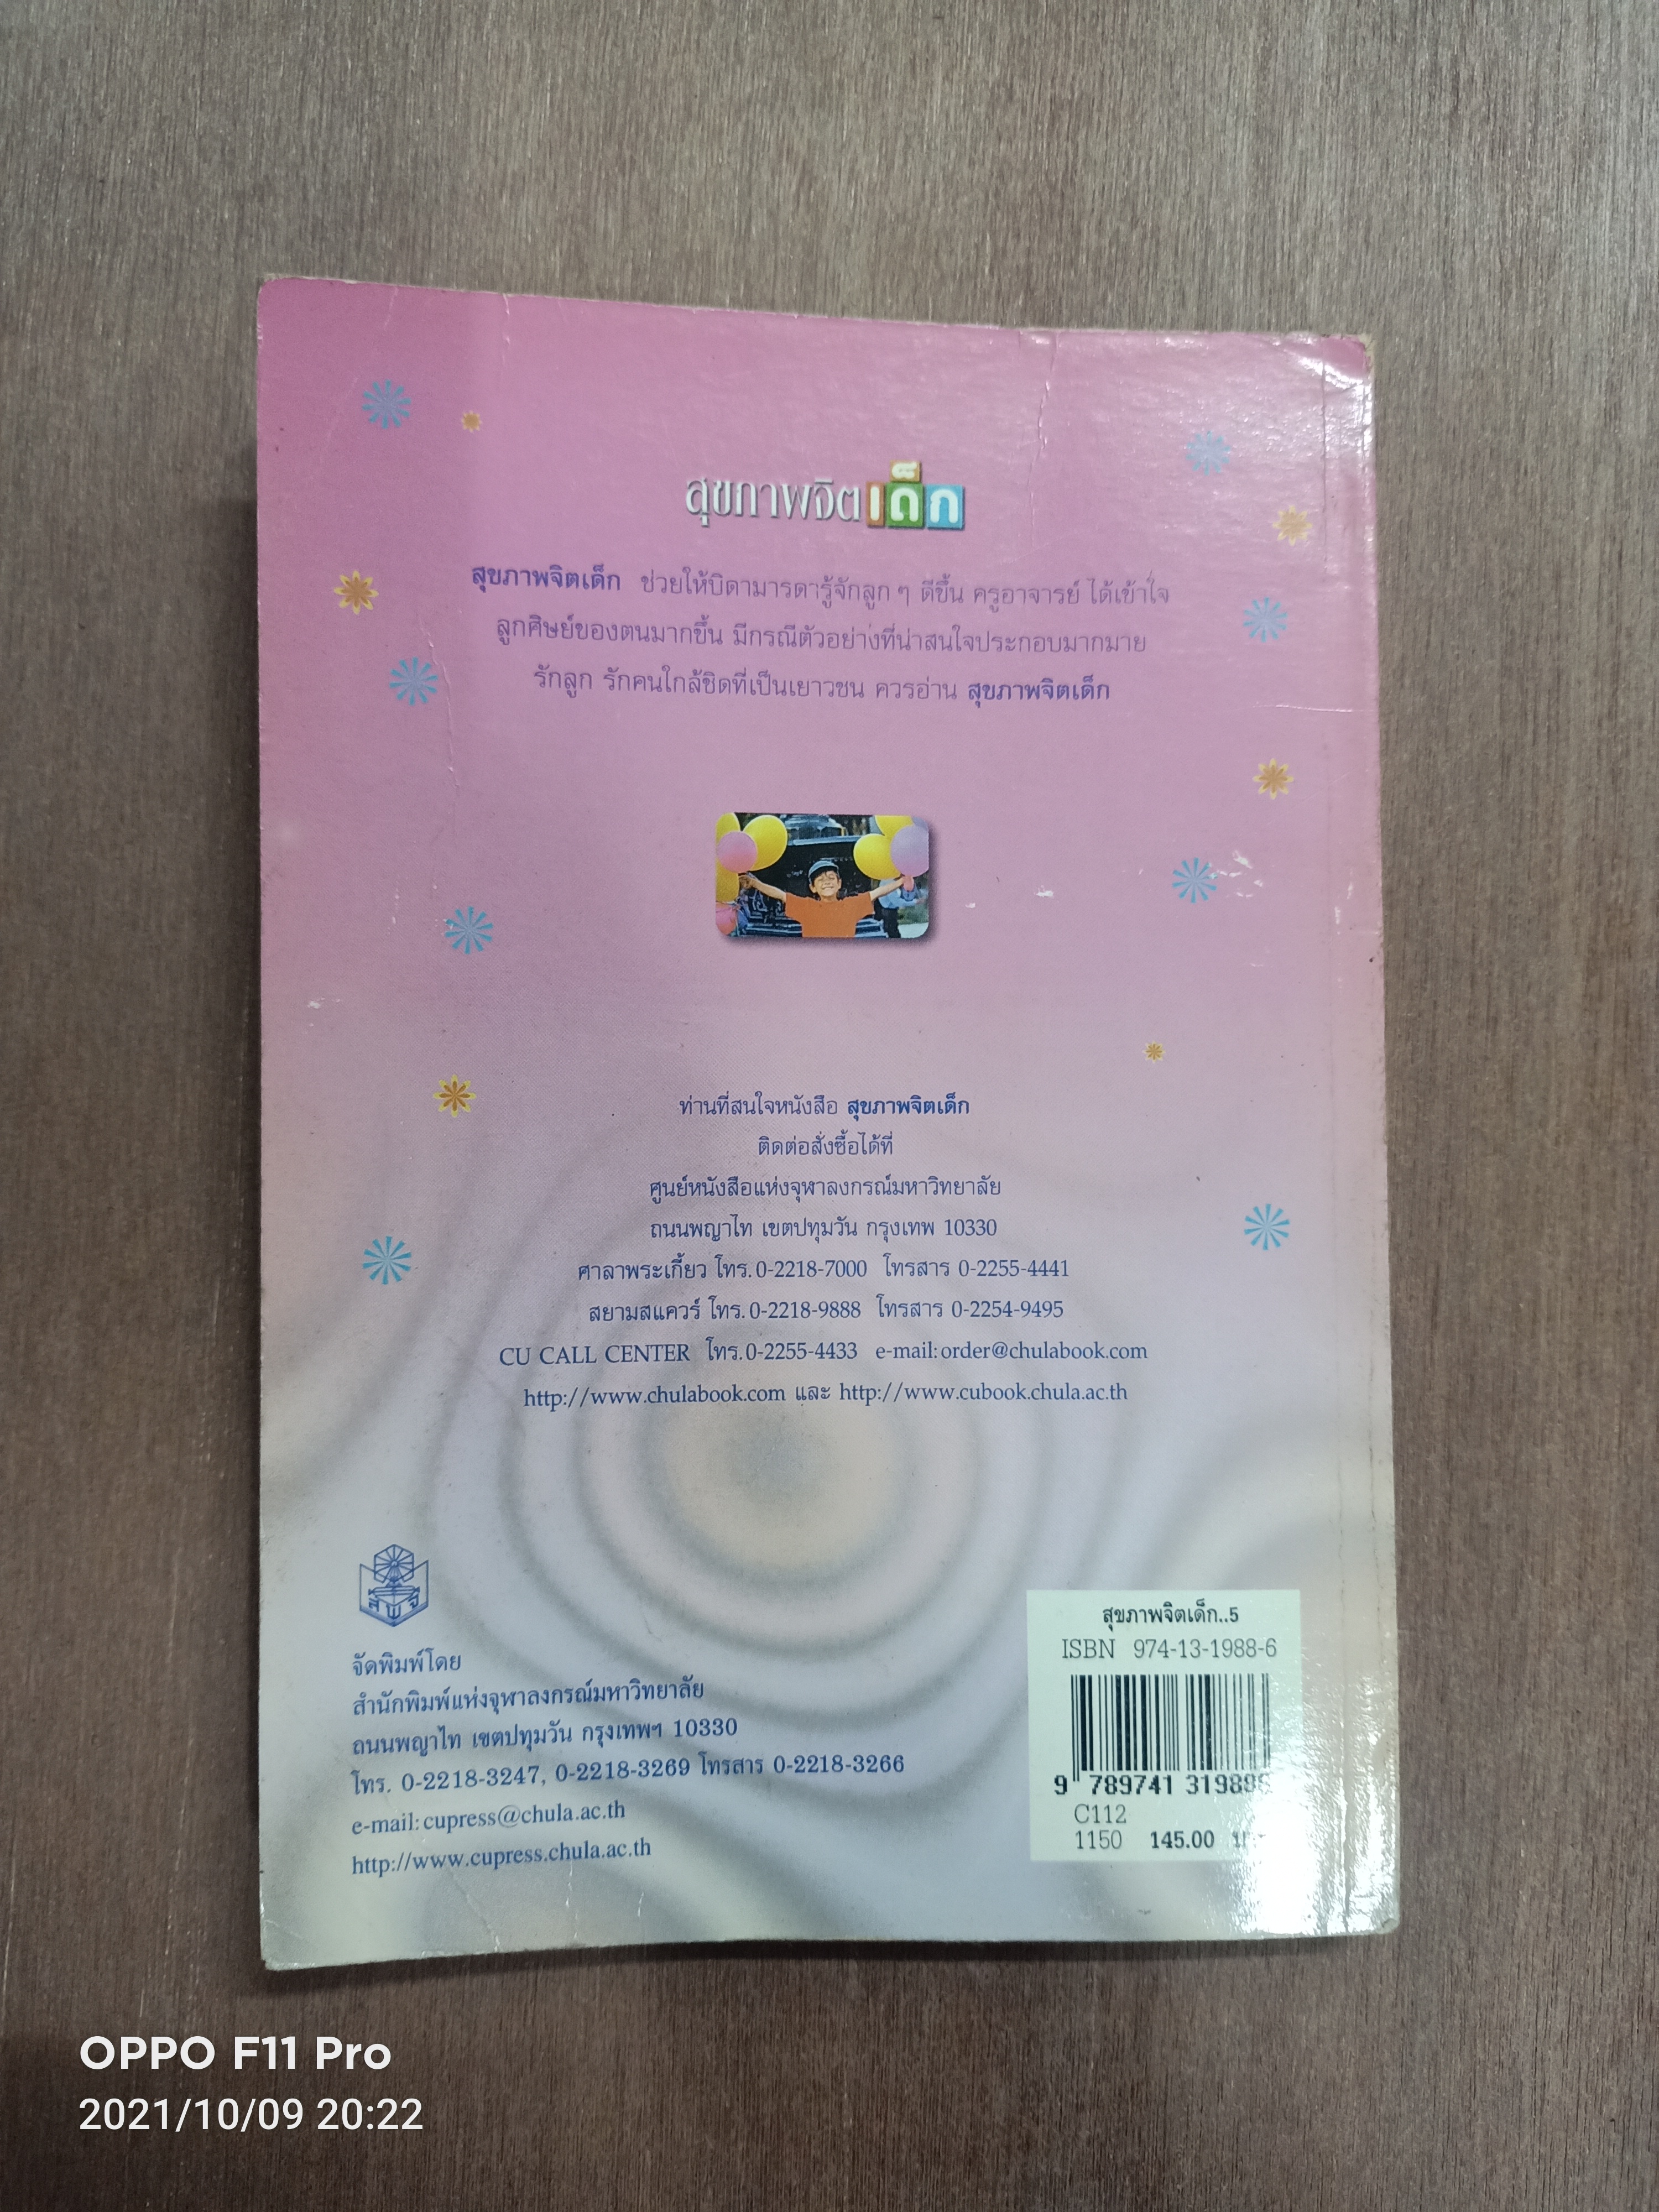 สุขภาพจิตเด็ก
สุขภาพจิตเด็ก ช่วยให้บิดามารดารู้จักลูก ๆ ดีขึ้น ครูอาจารย์ ได้เข้าใจ
ลูกศิษย์ของตนมากขึ้น มีกรณีตัวอย่างที่น่าสนใจประกอบมากมาย
รักลูก รักคนใกล้ชิดที่เป็นเยาวชน ควรอ่าน สุขภาพจิตเด็ก
ท่านที่สนใจหนังสือ สุขภาพจิตเด็ก
ติดต่อสั่งซื้อได้ที่
ศูนย์หนังสือแห่งจุฬาลงกรณ์มหาวิทยาลัย
ถนนพญาไท เขตปทุมวัน กรุงเทพ 10330
ศาลาพระเกี้ยว โทร. 0-2218-7000 โทรสาร 0-2255-4441
สยามสแควร์ โทร. 0-2218-9888 โทรสาร 0-2254-9495
CU CALL CENTER โทร. 0-2255-4433 e-mail: order@chulabook.com
http://www.chulabook.com และ http://www.cubook.chula.ac.th
สพจ
จัดพิมพ์โดย
สำนักพิมพ์แห่งจุฬาลงกรณ์มหาวิทยาลัย
ถนนพญาไท เขตปทุมวัน กรุงเทพฯ 10330
โทร. 0-2218-3247, 0-2218-3269 โทรสาร 0-2218-3266
e-mail: cupress@chula.ac.th
http://www.cupress.chula.ac.th
สุขภาพจิตเด็ก..5
ISBN 974-13-1988-6
9 789741 319886
C112
1150 145.00
OPPO F11 Pro
2021/10/09 20:22